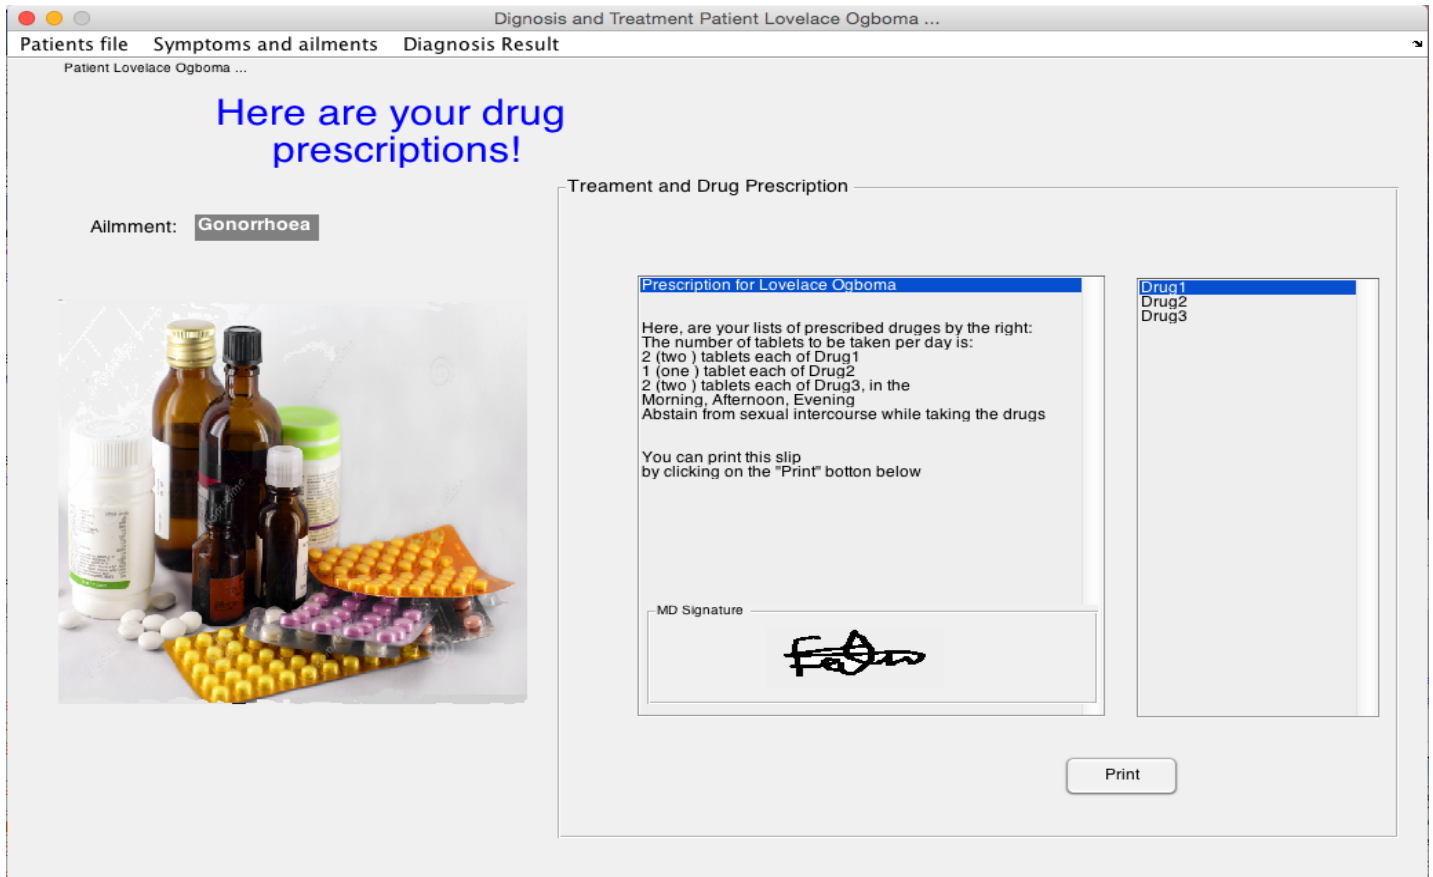 Dignosis and Treatment Patient Lovelace Ogboma ...
Patients file Symptoms and ailments Diagnosis Result
Patient Lovelace Ogboma ...
Here are your drug
prescriptions!
Treament and Drug Prescription
Ailmment: Gonorrhoea
Prescription for Lovelace Ogboma
Here, are your lists of prescribed druges by the right:
The number of tablets to be taken per day is:
2 (two ) tablets each of Drug1
1 (one ) tablet each of Drug2
2 (two ) tablets each of Drug3, in the
Morning, Afternoon, Evening
Abstain from sexual intercourse while taking the drugs
You can print this slip
by clicking on the "Print" botton below
Drug1
Drug2
Drug3
MD Signature
Print